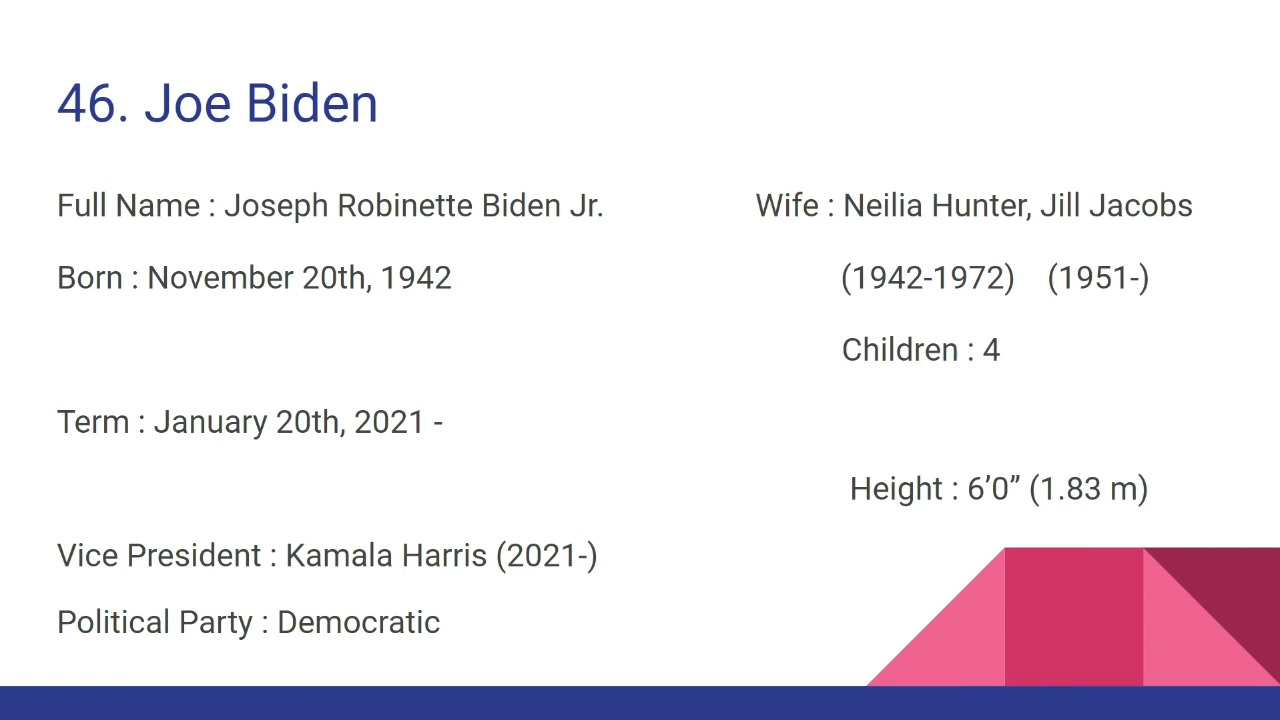 46. Joe Biden
Full Name : Joseph Robinette Biden Jr.
Born : November 20th, 1942
Term : January 20th, 2021 -
Vice President : Kamala Harris (2021-)
Political Party : Democratic
Wife : Neilia Hunter, Jill Jacobs
(1942-1972) (1951-)
Children : 4
Height : 6’0” (1.83 m)